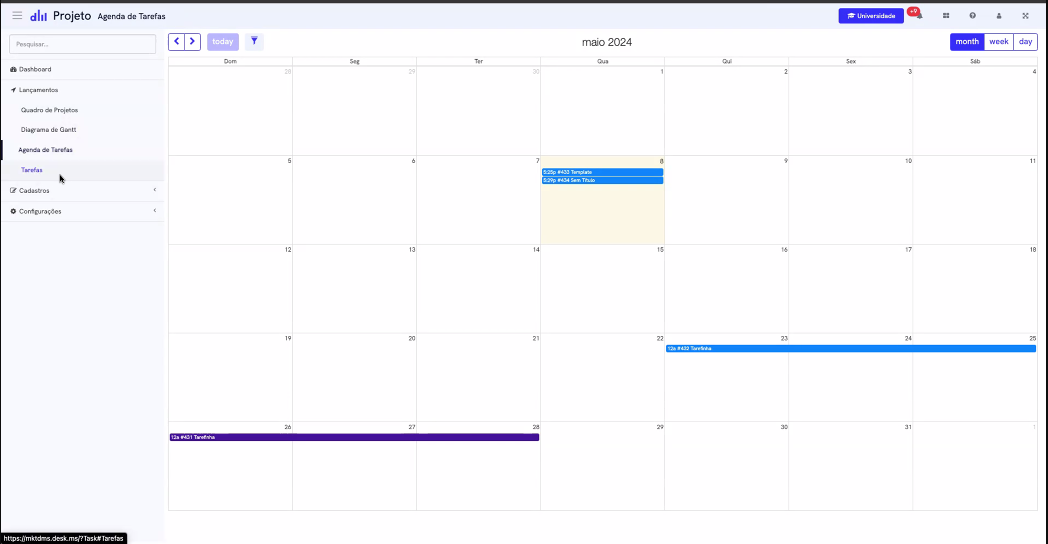 Projeto Agenda de Tarefas
Universidade
+9
Pesquisar...
today
maio 2024
month week day
Dashboard
Lançamentos
Quadro de Projetos
Diagrama de Gantt
Agenda de Tarefas
Tarefas
Cadastros
Configurações
Dom Seg Ter Qua Qui Sex Sáb
28 29 30 1 2 3 4
5 6 7 8 9 10 11
5:25p #433 Template
5:29p #434 Sem Título
12 13 14 15 16 17 18
19 20 21 22 23 24 25
12a #432 Tarefinha
26 27 28 29 30 31 1
12a #431 Tarefinha
https://mktdms.desk.ms/?Task#Tarefas